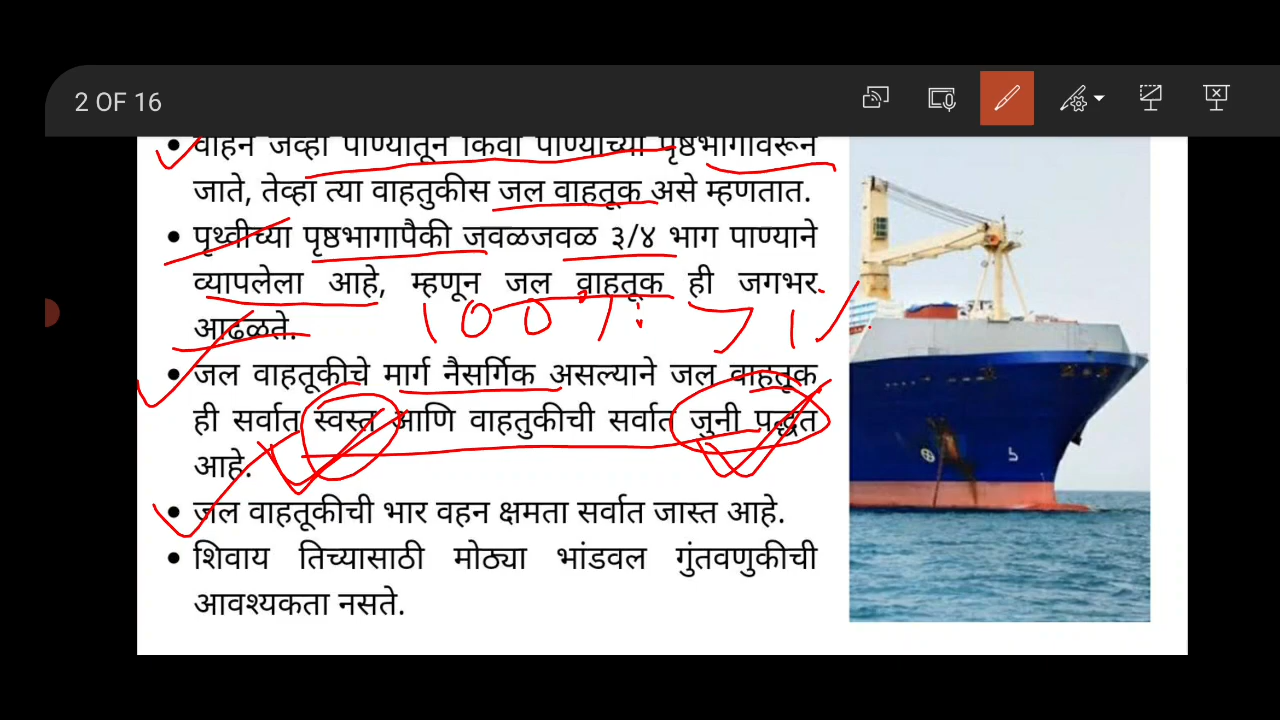 2 OF 16
वाहन जेव्हा पाण्यातून किंवा पाण्याच्या पृष्ठभागावरून
जाते, तेव्हा त्या वाहतुकीस जल वाहतूक असे म्हणतात.
पृथ्वीच्या पृष्ठभागापैकी जवळजवळ ३/४ भाग पाण्याने
व्यापलेला आहे, म्हणून जल वाहतूक ही जगभर
आढळते.
100%. 71%
जल वाहतूकीचे मार्ग नैसर्गिक असल्याने जल वाहतूक
ही सर्वात स्वस्त आणि वाहतुकीची सर्वात जुनी पद्धत
आहे.
जल वाहतूकीची भार वहन क्षमता सर्वात जास्त आहे.
शिवाय तिच्यासाठी मोठ्या भांडवल गुंतवणुकीची
आवश्यकता नसते.